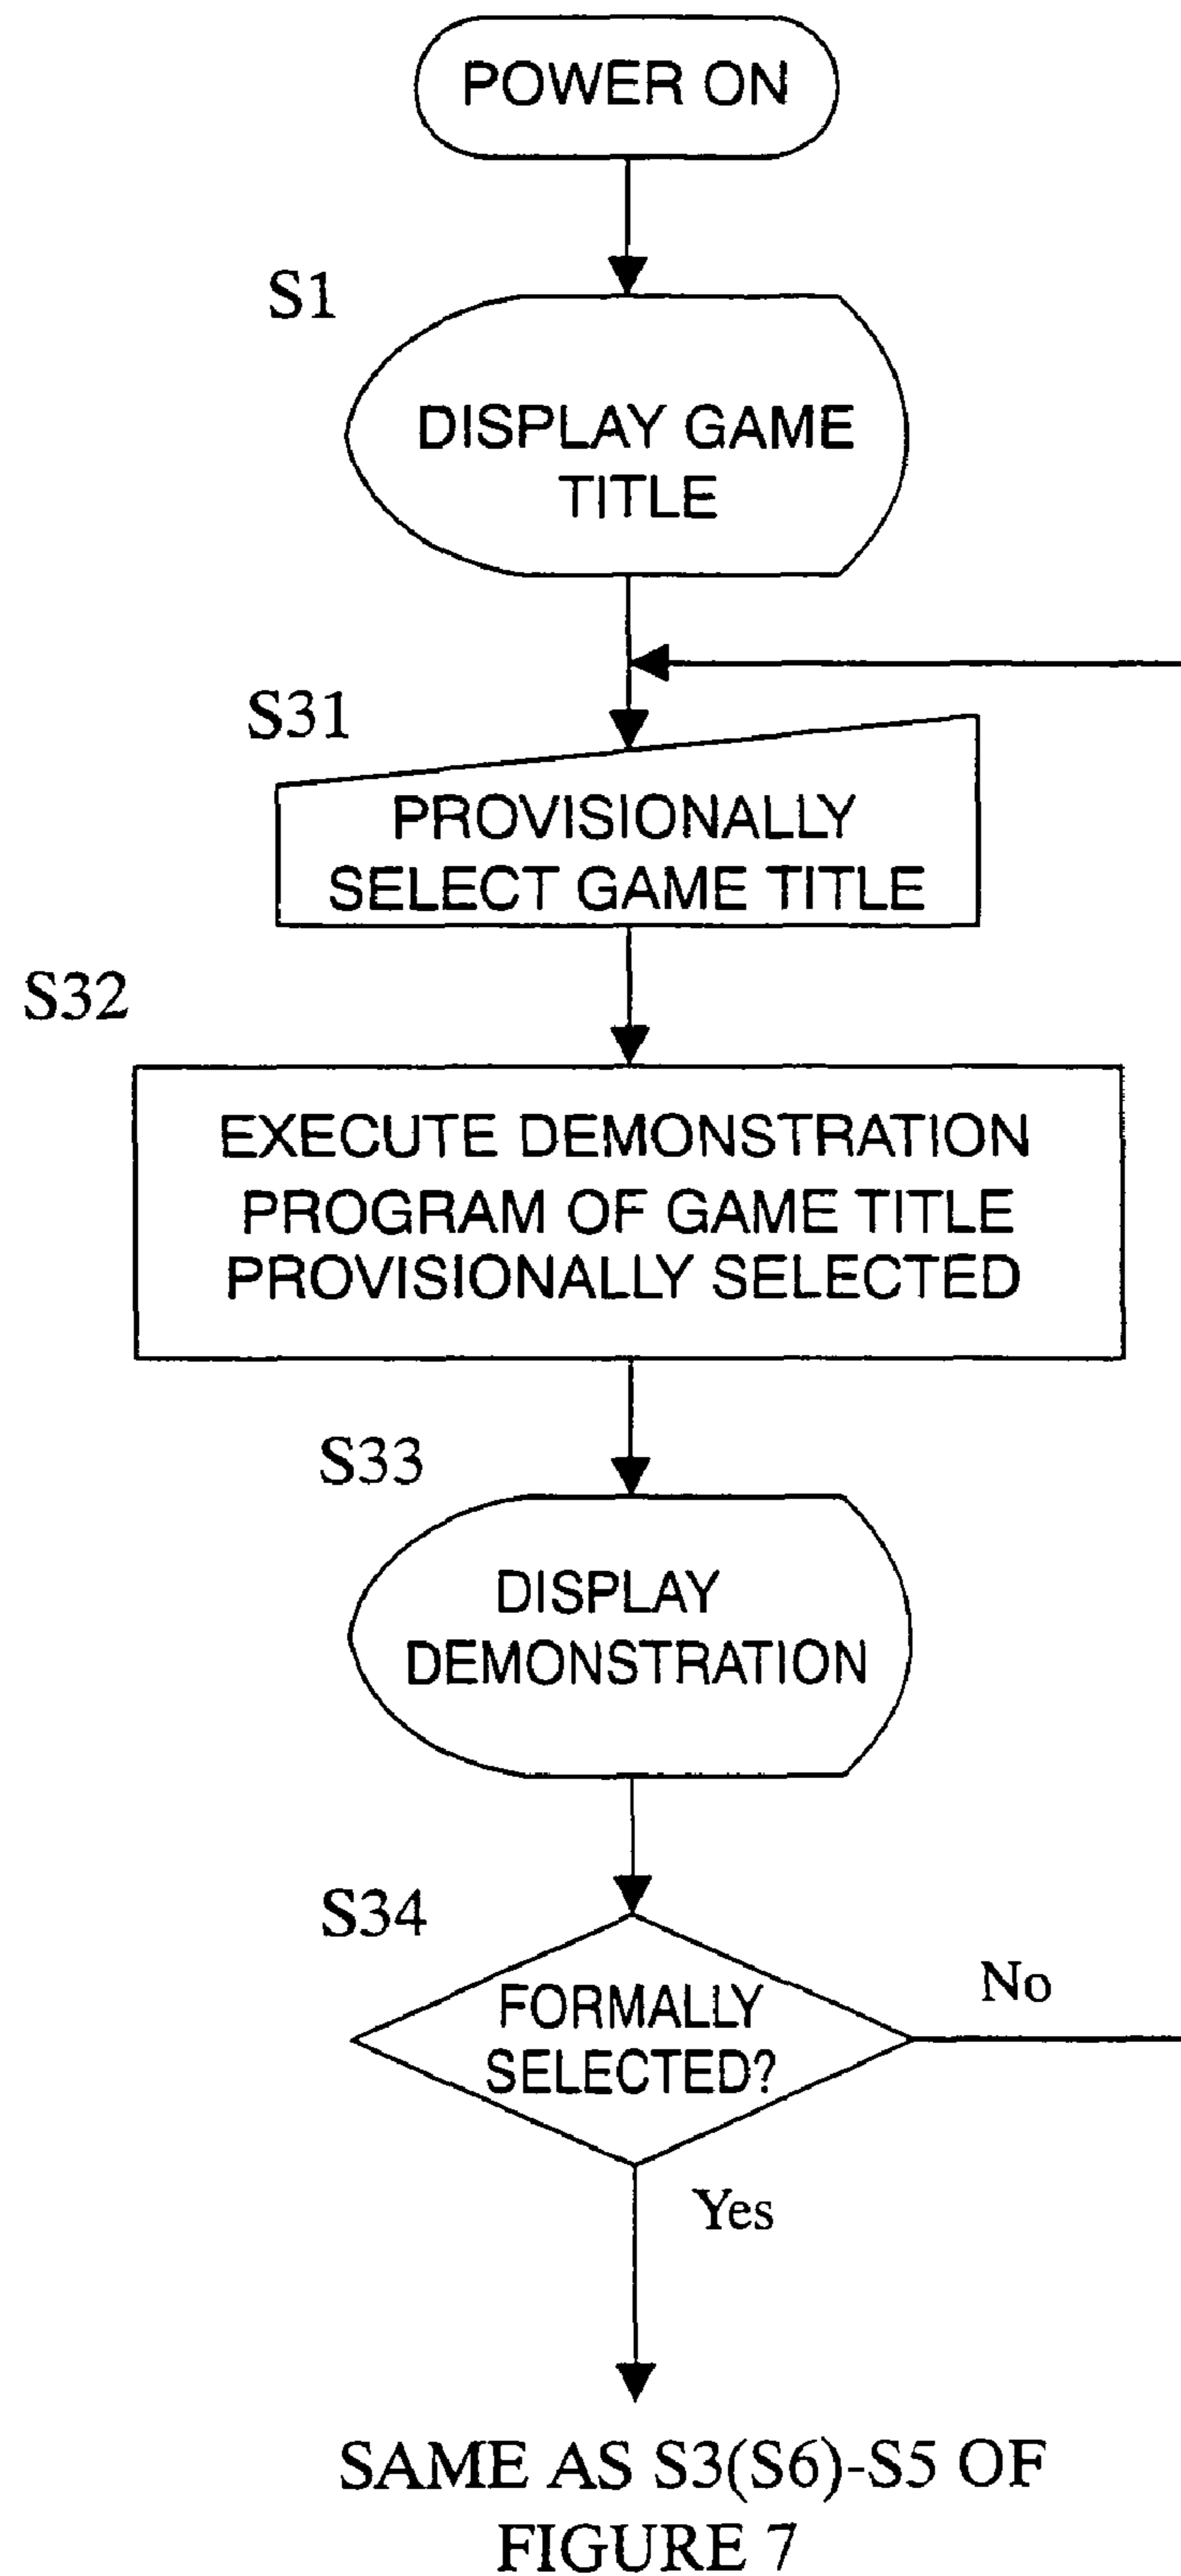 POWER ON
S1
DISPLAY GAME
TITLE
S31
PROVISIONALLY
SELECT GAME TITLE
S32
EXECUTE DEMONSTRATION
PROGRAM OF GAME TITLE
PROVISIONALLY SELECTED
S33
DISPLAY
DEMONSTRATION
S34
FORMALLY
SELECTED?
No
Yes
SAME AS S3(S6)-S5 OF
FIGURE 7